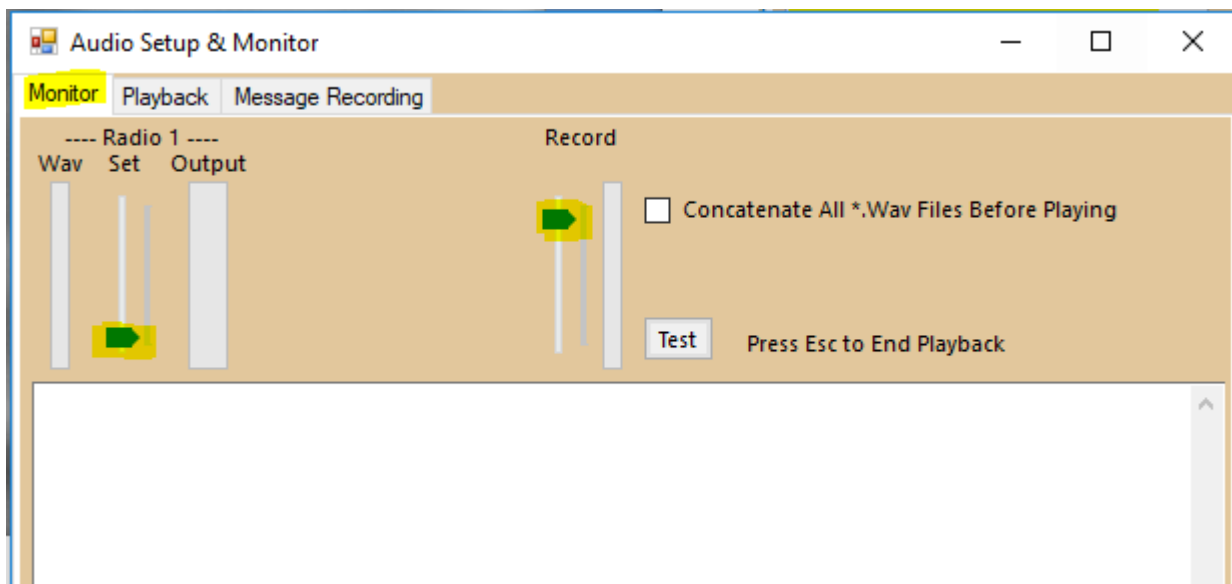 Audio Setup & Monitor
Monitor Playback Message Recording
---- Radio 1 ---- Record
Wav Set Output
Concatenate All *.Wav Files Before Playing
Test Press Esc to End Playback